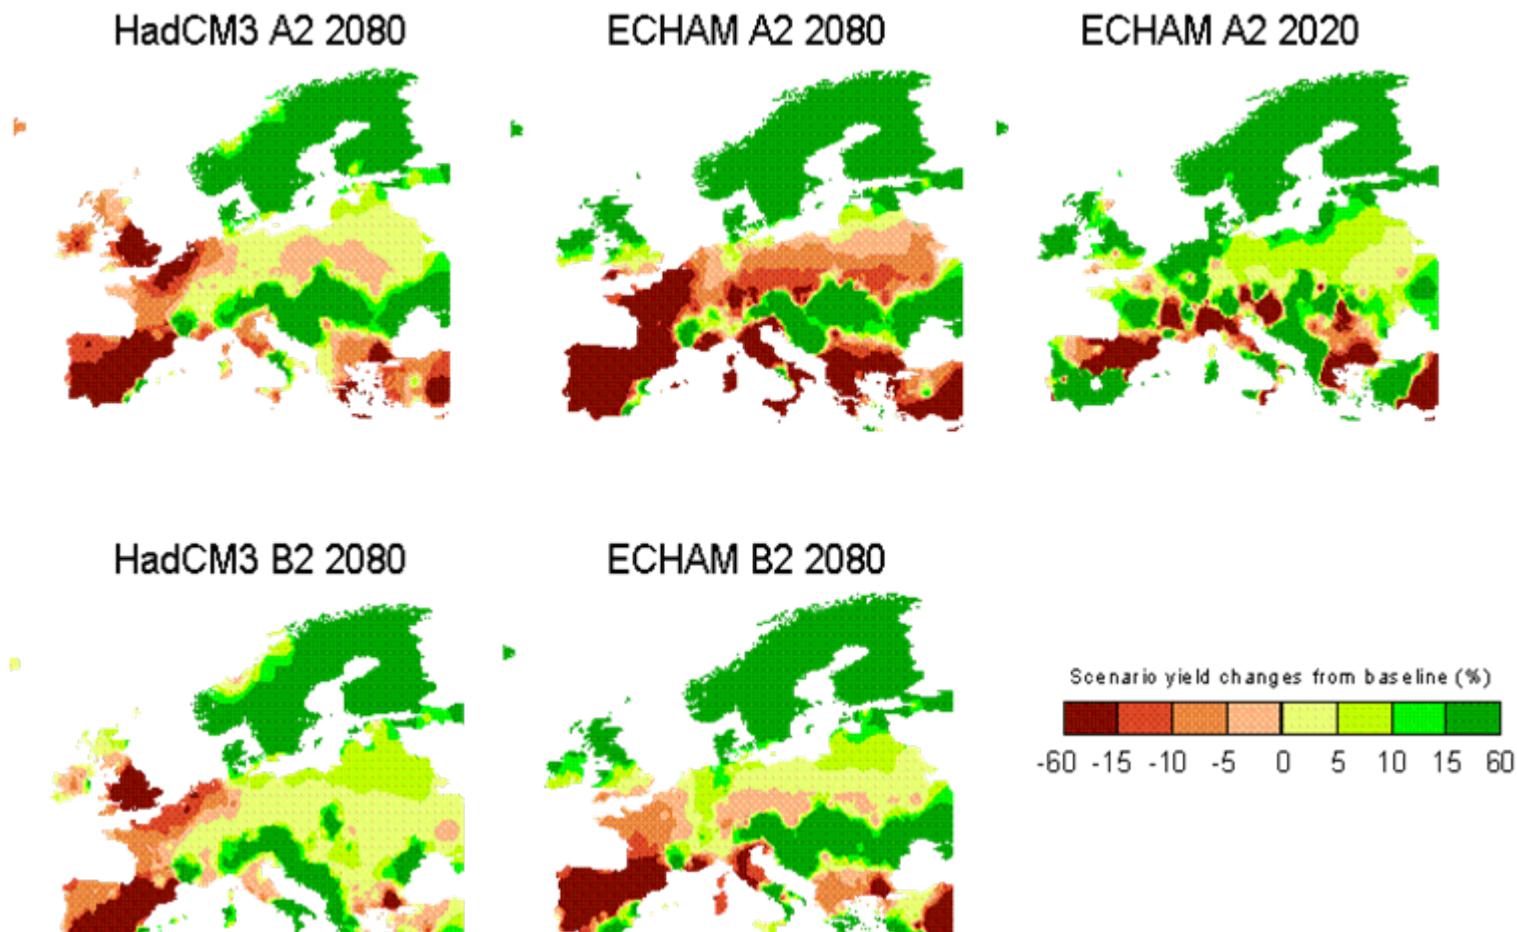 HadCM3 A2 2080
ECHAM A2 2080
ECHAM A2 2020
HadCM3 B2 2080
ECHAM B2 2080
Scenario yield changes from baseline (%)
-60 -15 -10 -5 0 5 10 15 60